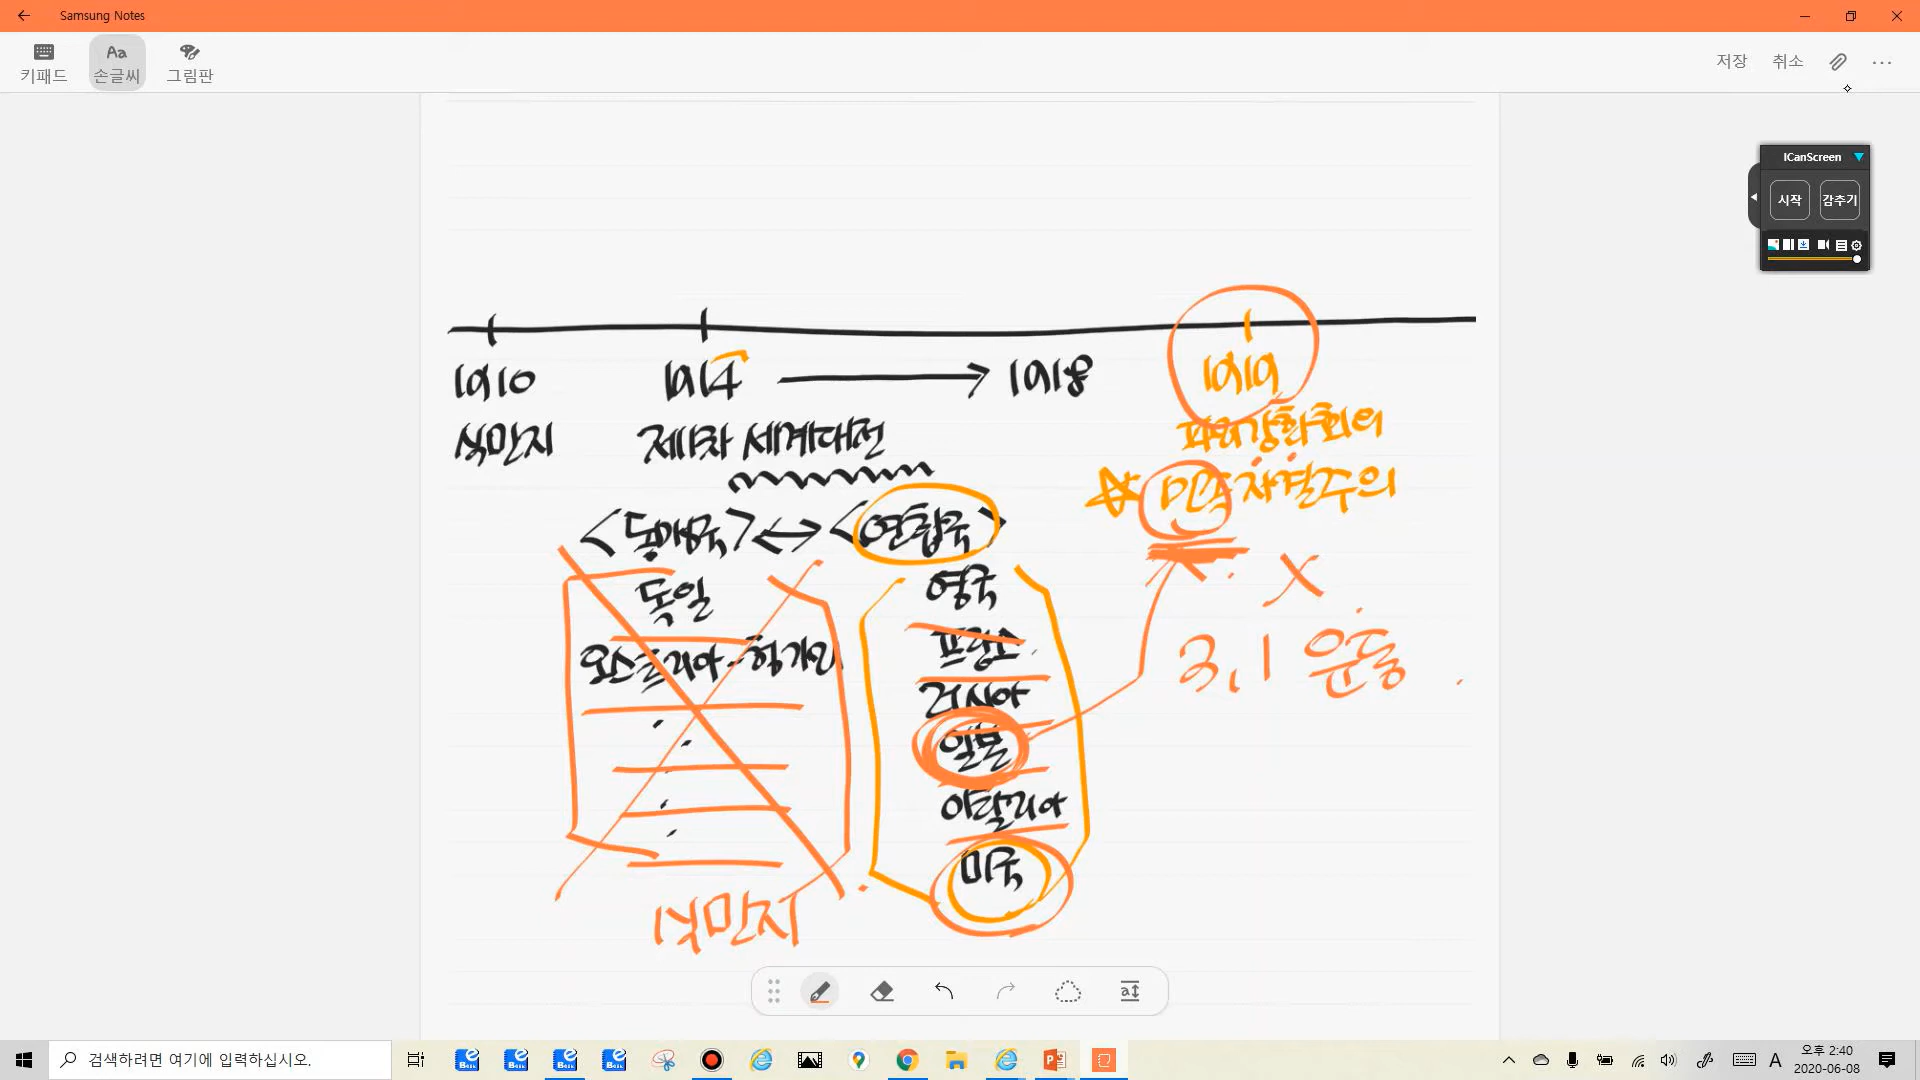 Samsung Notes
키패드
Aa
손글씨
그림판
저장
취소
ICanScreen
시작
감추기
1910
1914
1918
1919
식민지
제1차 세계대전
파리강화회의
민족자결주의
<동맹국> ↔ <연합국>
독일
영국
x
오스트리아-헝가리
프랑스
3.1 운동
러시아
일본
이탈리아
미국
식민지
검색하려면 여기에 입력하십시오.
A
오후 2:40
2020-06-08